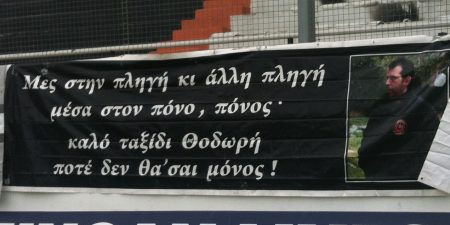 Μες στην πληγή κι άλλη πληγή
μέσα στον πόνο, πόνος·
καλό ταξίδι Θοδωρή
ποτέ δεν θα'σαι μόνος!